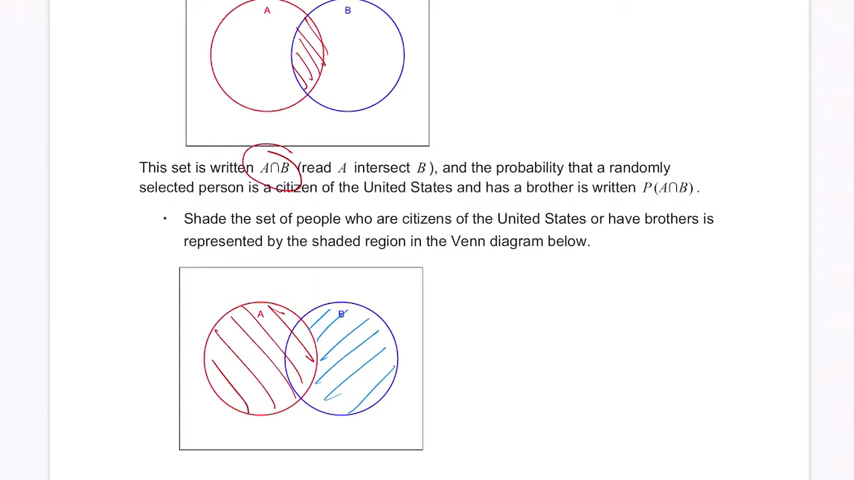 A B
This set is written A∩B (read A intersect B), and the probability that a randomly
selected person is a citizen of the United States and has a brother is written P(A∩B).
· Shade the set of people who are citizens of the United States or have brothers is
represented by the shaded region in the Venn diagram below.
A B